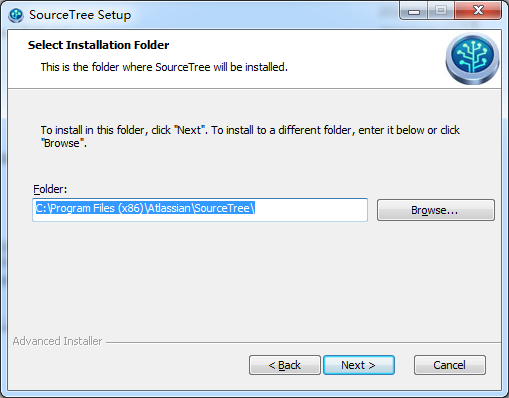 SourceTree Setup
Select Installation Folder
This is the folder where SourceTree will be installed.
To install in this folder, click "Next". To install to a different folder, enter it below or click
"Browse".
Folder:
C:\Program Files (x86)\Atlassian\SourceTree\
Browse...
Advanced Installer
< Back
Next >
Cancel